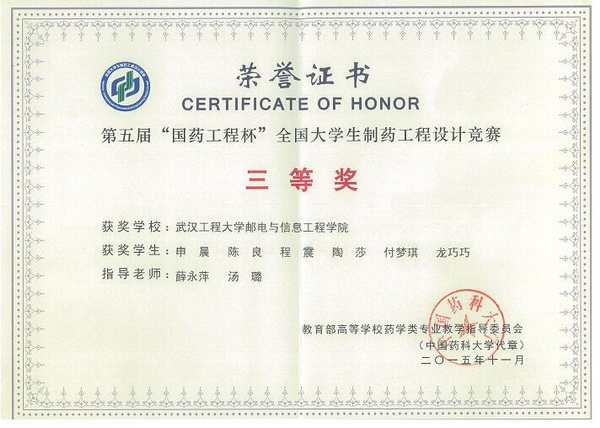 荣誉证书
CERTIFICATE OF HONOR
第五届“国药工程杯”全国大学生制药工程设计竞赛
三等奖
获奖学校：武汉工程大学邮电与信息工程学院
获奖学生：申晨 陈良 程震 陶莎 付梦琪 龙巧巧
指导老师：薛永萍 汤璐
教育部高等学校药学类专业教学指导委员会
（中国药科大学代章）
二〇一五年十一月